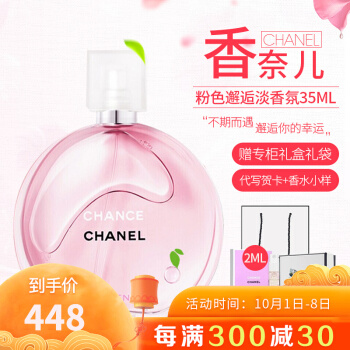 香奈儿
CHANEL
粉色邂逅淡香氛35ML
"不期而遇 邂逅你的幸运"
赠专柜礼盒礼袋
代写贺卡+香水小样
CHANCE
CHANEL
2ML
CHANEL
到手价
448
活动时间：10月1日-8日
每满300减30